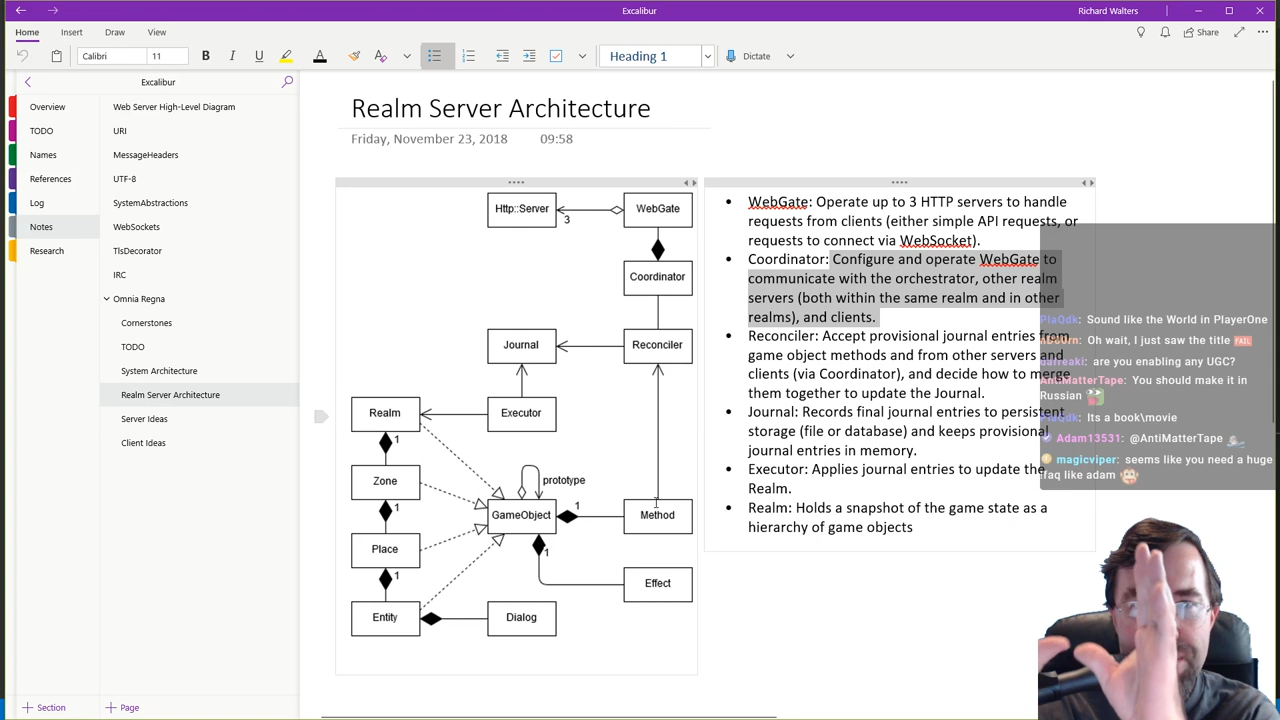 Excalibur
Richard Walters
Home
Insert
Draw
View
Share
Calibri
11
B
I
U
A
Heading 1
Dictate
Excalibur
Overview
TODO
Names
References
Log
Notes
Research
Web Server High-Level Diagram
URI
MessageHeaders
UTF-8
SystemAbstractions
WebSockets
TlsDecorator
IRC
Omnia Regna
Cornerstones
TODO
System Architecture
Realm Server Architecture
Server Ideas
Client Ideas
Section
Page
Realm Server Architecture
Friday, November 23, 2018
09:58
Http::Server
3
WebGate
Coordinator
Journal
Reconciler
Realm
Executor
1
Zone
prototype
1
GameObject
1
Method
Place
1
1
Effect
Entity
Dialog
WebGate: Operate up to 3 HTTP servers to handle
requests from clients (either simple API requests, or
requests to connect via WebSocket).
Coordinator: Configure and operate WebGate to
communicate with the orchestrator, other realm
servers (both within the same realm and in other
realms), and clients.
Reconciler: Accept provisional journal entries from
game object methods and from other servers and
clients (via Coordinator), and decide how to merge
them together to update the Journal.
Journal: Records final journal entries to persistent
storage (file or database) and keeps provisional
journal entries in memory.
Executor: Applies journal entries to update the
Realm.
Realm: Holds a snapshot of the game state as a
hierarchy of game objects
PlaQdk: Sound like the World in PlayerOne
Oh wait, I just saw the title FAIL
are you enabling any UGC?
AntiMatterTape: You should make it in
Russian
PlaQdk: Its a book\movie
Adam13531: @AntiMatterTape
magicviper: seems like you need a huge
!faq like adam